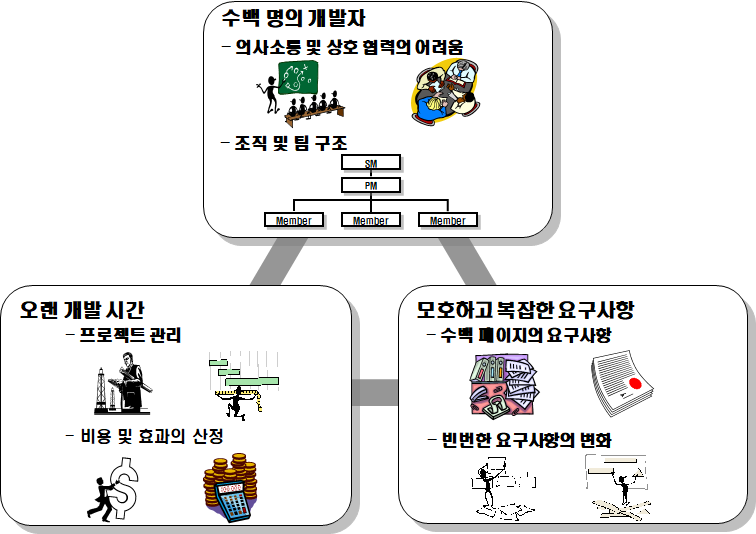 수백 명의 개발자
– 의사소통 및 상호 협력의 어려움
– 조직 및 팀 구조
SM
PM
Member Member Member
오랜 개발 시간
– 프로젝트 관리
– 비용 및 효과의 산정
모호하고 복잡한 요구사항
– 수백 페이지의 요구사항
– 빈번한 요구사항의 변화